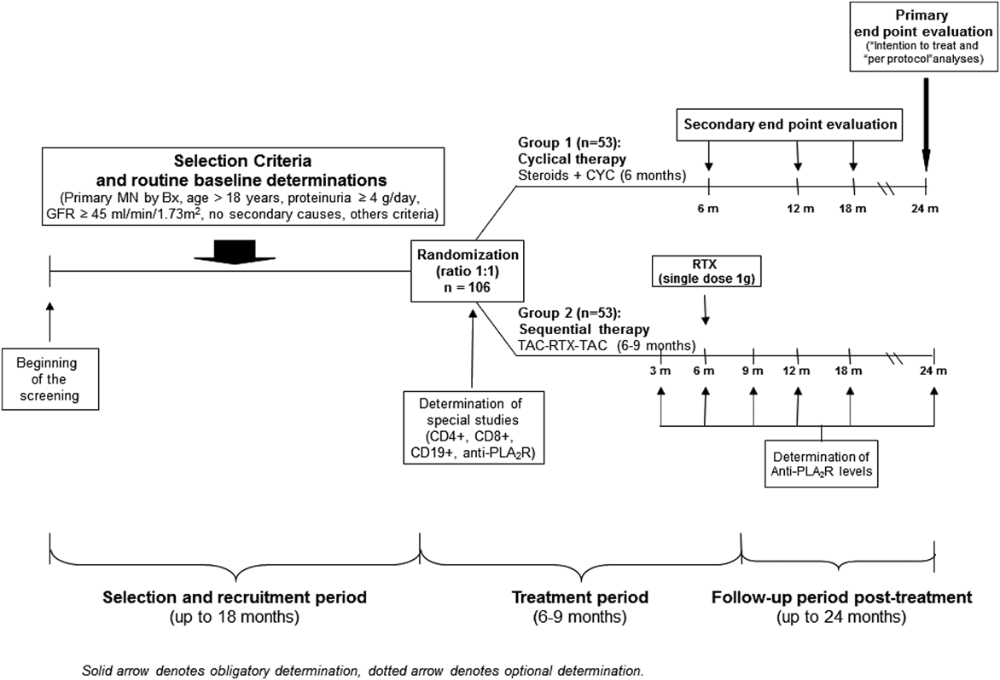 Primary
end point evaluation
("Intention to treat and
"per protocol"analyses)
Secondary end point evaluation
Selection Criteria
and routine baseline determinations
(Primary MN by Bx, age > 18 years, proteinuria ≥ 4 g/day,
GFR ≥ 45 ml/min/1.73m², no secondary causes, others criteria)
Group 1 (n=53):
Cyclical therapy
Steroids + CYC (6 months)
6 m 12 m 18 m 24 m
Randomization
(ratio 1:1)
n = 106
RTX
(single dose 1g)
Group 2 (n=53):
Sequential therapy
TAC-RTX-TAC (6-9 months)
3 m 6 m 9 m 12 m 18 m 24 m
Beginning
of the
screening
Determination of
special studies
(CD4+, CD8+,
CD19+, anti-PLA₂R)
Determination of
Anti-PLA₂R levels
Selection and recruitment period
(up to 18 months)
Treatment period
(6-9 months)
Follow-up period post-treatment
(up to 24 months)
Solid arrow denotes obligatory determination, dotted arrow denotes optional determination.